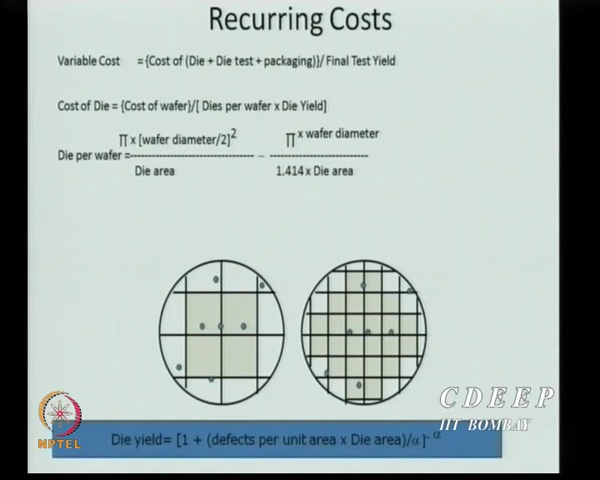 Recurring Costs
Variable Cost = {Cost of (Die + Die test + packaging)}/ Final Test Yield
Cost of Die = {Cost of wafer}/[ Dies per wafer x Die Yield]
∏ x [wafer diameter/2]² ∏ x wafer diameter
Die per wafer =---------------------------- – --------------------
Die area 1.414 x Die area
CDEEP
IIT BOMBAY
NPTEL
Die yield= [1 + (defects per unit area x Die area)/α]^-α